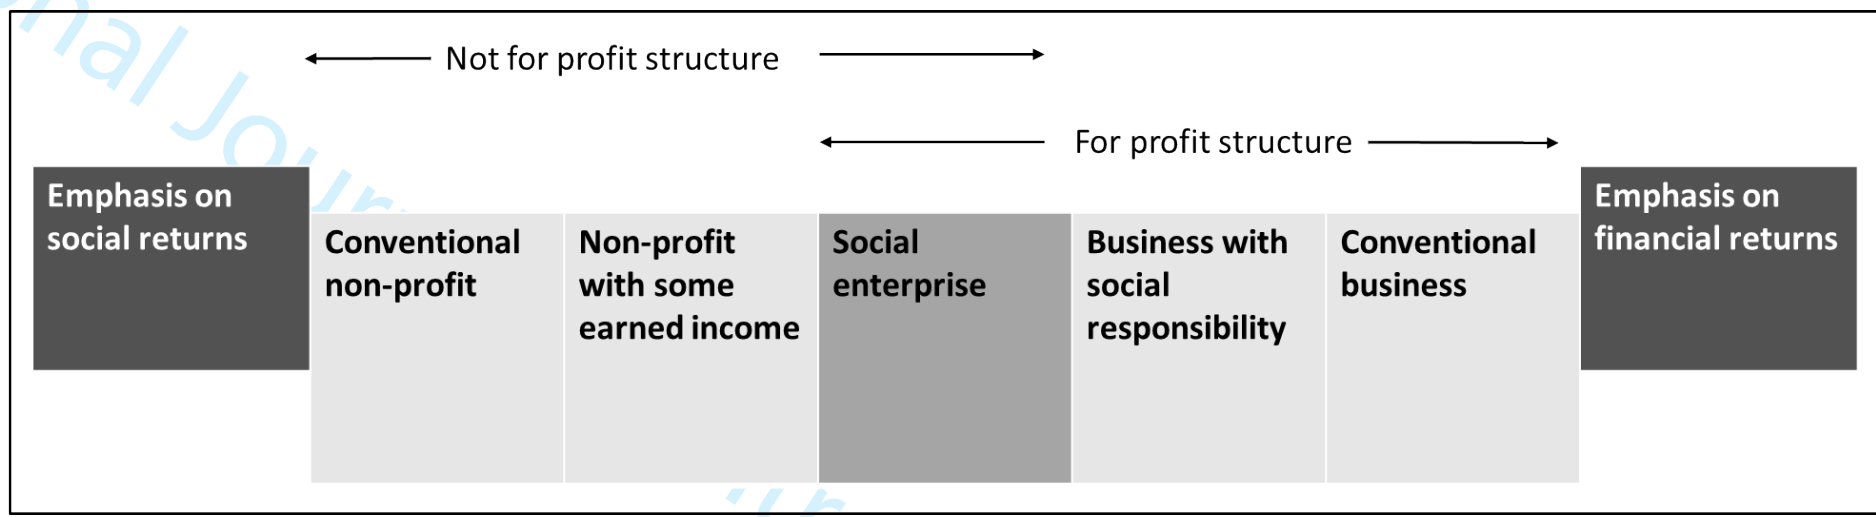 Not for profit structure
For profit structure
Emphasis on
social returns
Conventional
non-profit
Non-profit
with some
earned income
Social
enterprise
Business with
social
responsibility
Conventional
business
Emphasis on
financial returns